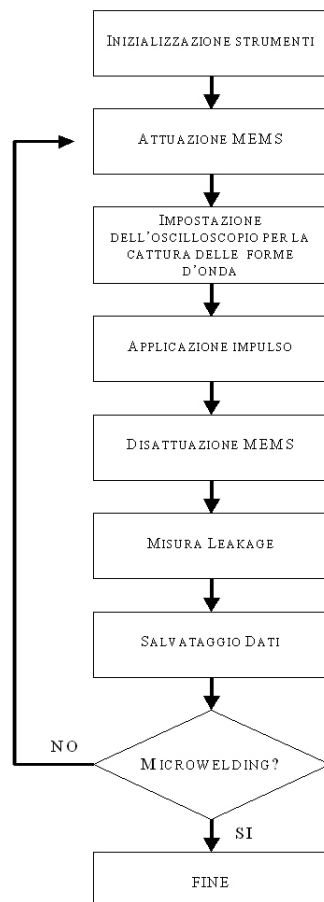 INIZIALIZZAZIONE STRUMENTI
ATTUAZIONE MEMS
IMPOSTAZIONE
DELL'OSCILLOSCOPIO PER LA
CATTURA DELLE FORME
D'ONDA
APPLICAZIONE IMPULSO
DISATTUAZIONE MEMS
MISURA LEAKAGE
SALVATAGGIO DATI
NO
MICROWELDING?
SI
FINE